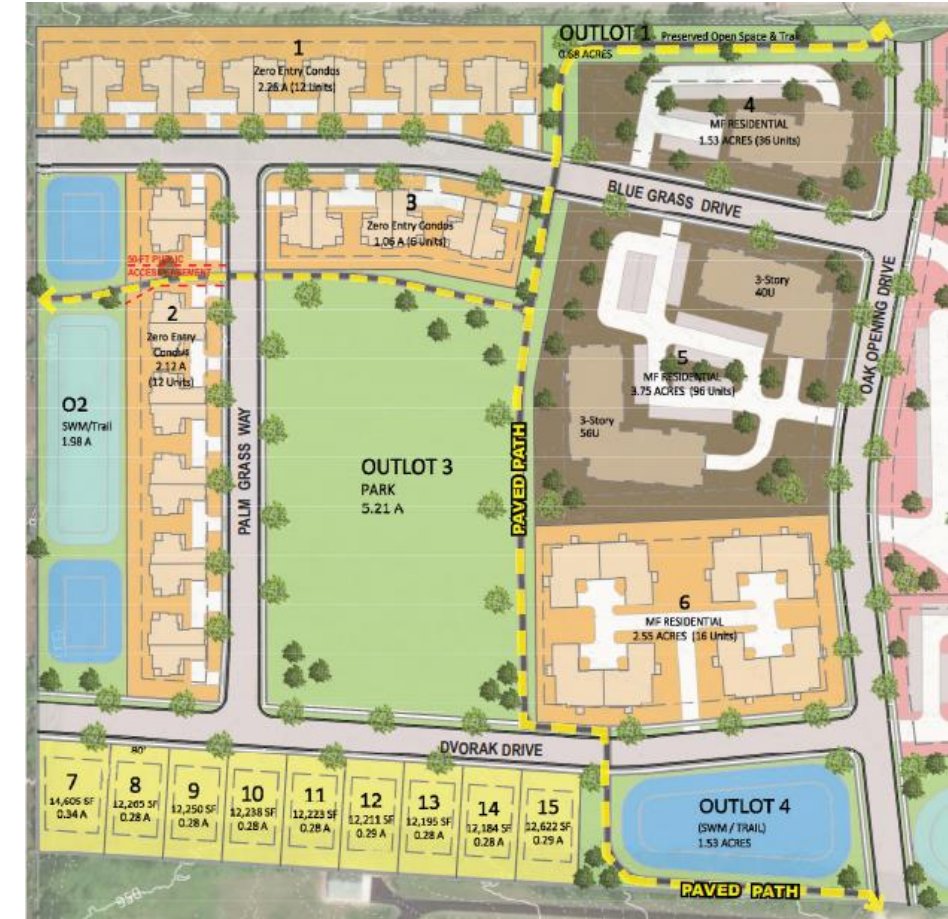 OUTLOT 1 Preserved Open Space & Trail
0.68 ACRES
1
Zero Entry Condos
2.26 A (12 Units)
4
MF RESIDENTIAL
1.53 ACRES (36 Units)
BLUE GRASS DRIVE
3
Zero Entry Condos
1.06 A (6 Units)
50-FT PUBLIC
ACCESS EASEMENT
2
Zero Entry
Condos
2.12 A
(12 Units)
3-Story
40U
OAK OPENING DRIVE
5
MF RESIDENTIAL
3.75 ACRES (96 Units)
3-Story
56U
O2
SWM/Trail
1.98 A
PALM GRASS WAY
OUTLOT 3
PARK
5.21 A
PAVED PATH
6
MF RESIDENTIAL
2.55 ACRES (16 Units)
DVORAK DRIVE
80'
7
14,605 SF
0.34 A
8
12,265 SF
0.28 A
9
12,250 SF
0.28 A
10
12,238 SF
0.28 A
11
12,223 SF
0.28 A
12
12,211 SF
0.29 A
13
12,195 SF
0.28 A
14
12,184 SF
0.28 A
15
12,622 SF
0.29 A
OUTLOT 4
(SWM / TRAIL)
1.53 ACRES
PAVED PATH
950